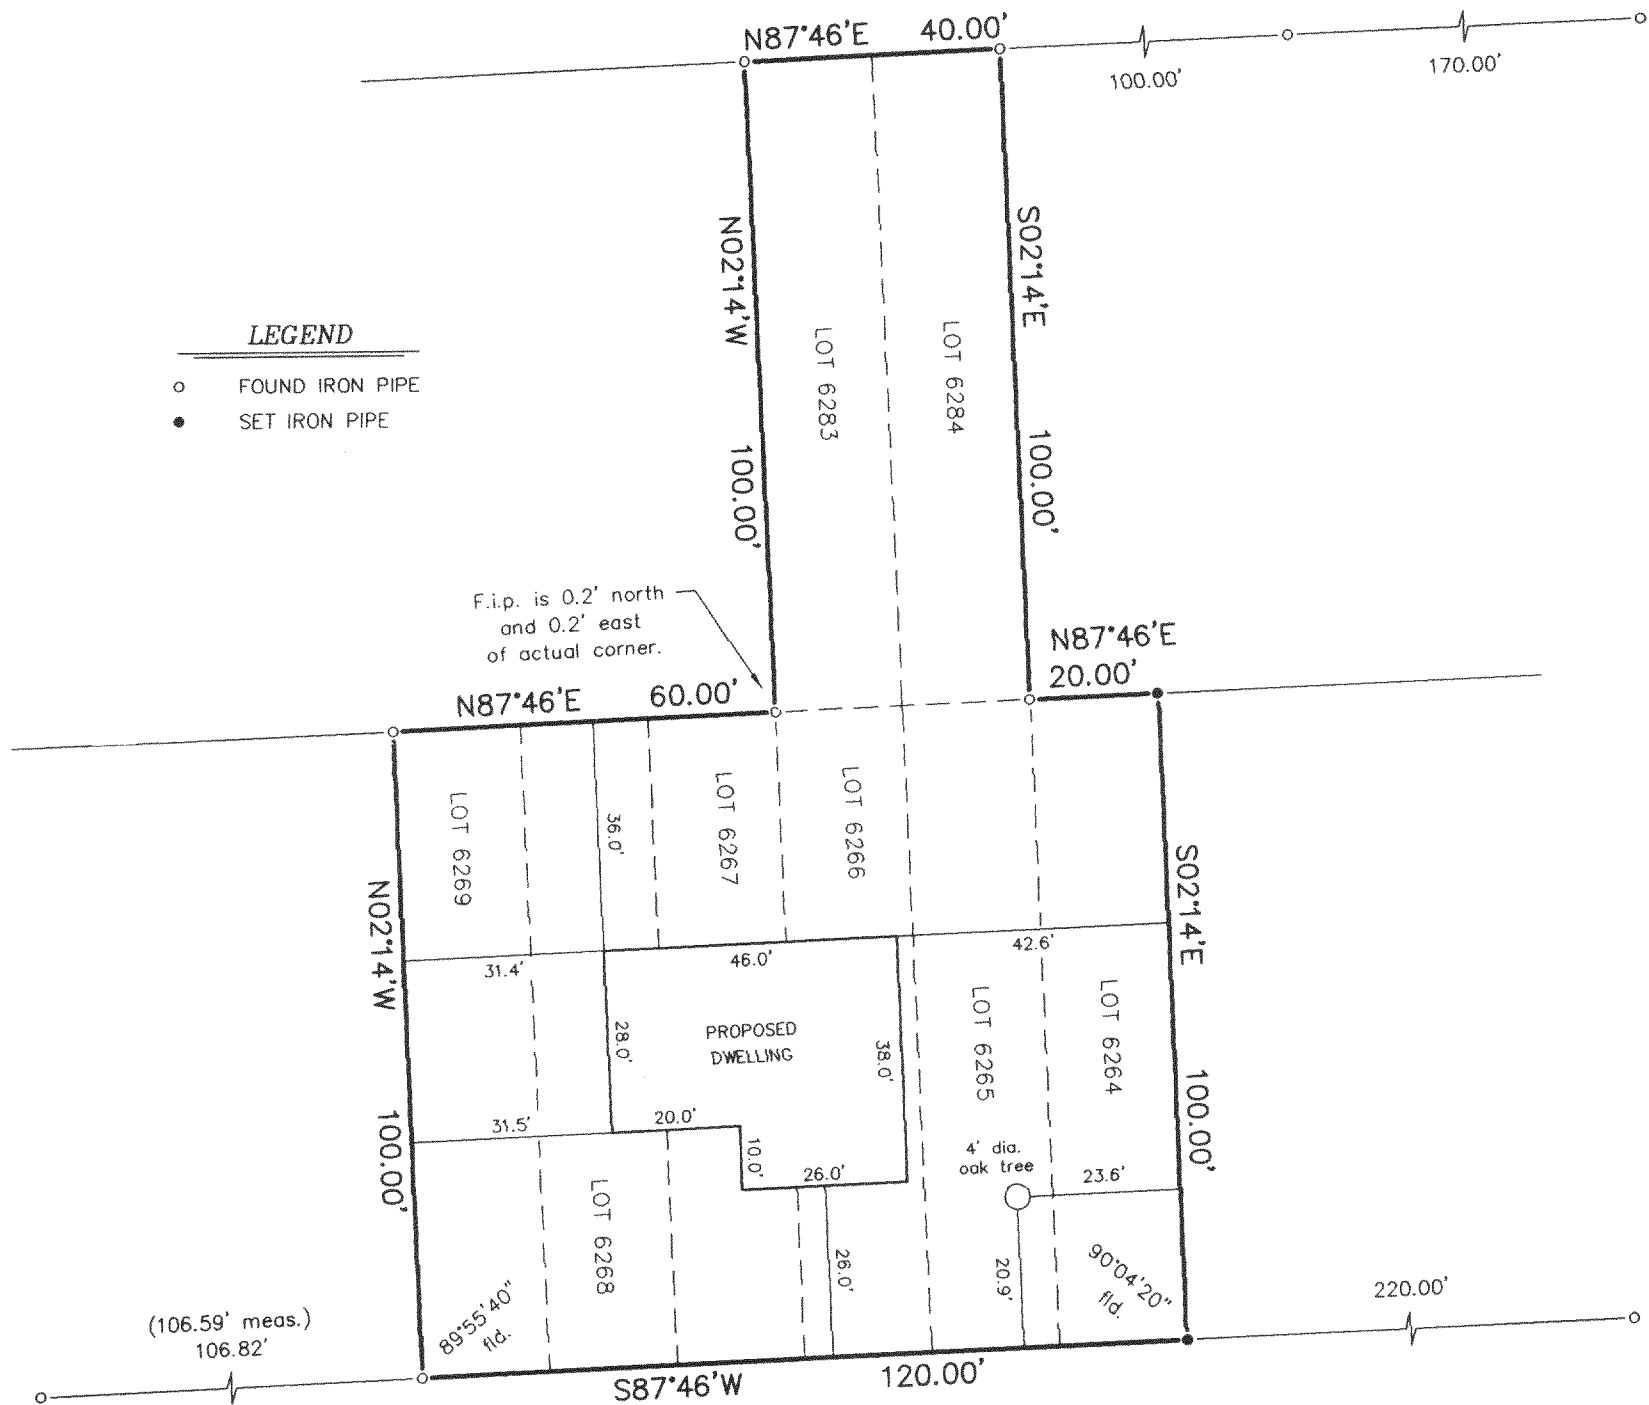 N87°46'E 40.00'
100.00'
170.00'
N02°14'W 100.00'
S02°14'E 100.00'
LOT 6283
LOT 6284
LEGEND
FOUND IRON PIPE
SET IRON PIPE
F.i.p. is 0.2' north
and 0.2' east
of actual corner.
N87°46'E 60.00'
N87°46'E
20.00'
LOT 6269
36.0'
LOT 6267
LOT 6266
N02°14'W 100.00'
S02°14'E 100.00'
31.4'
46.0'
42.6'
28.0'
PROPOSED
DWELLING
38.0'
LOT 6265
LOT 6264
31.5'
20.0'
10.0'
26.0'
4' dia.
oak tree
23.6'
LOT 6268
26.0'
20.9'
89°55'40"
fld.
90°04'20"
fld.
(106.59' meas.)
106.82'
220.00'
S87°46'W 120.00'